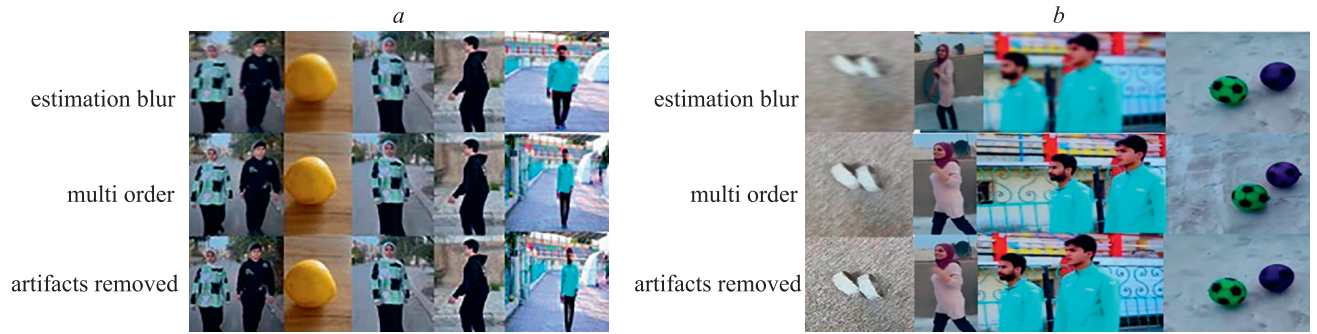 a
b
estimation blur
estimation blur
multi order
multi order
artifacts removed
artifacts removed